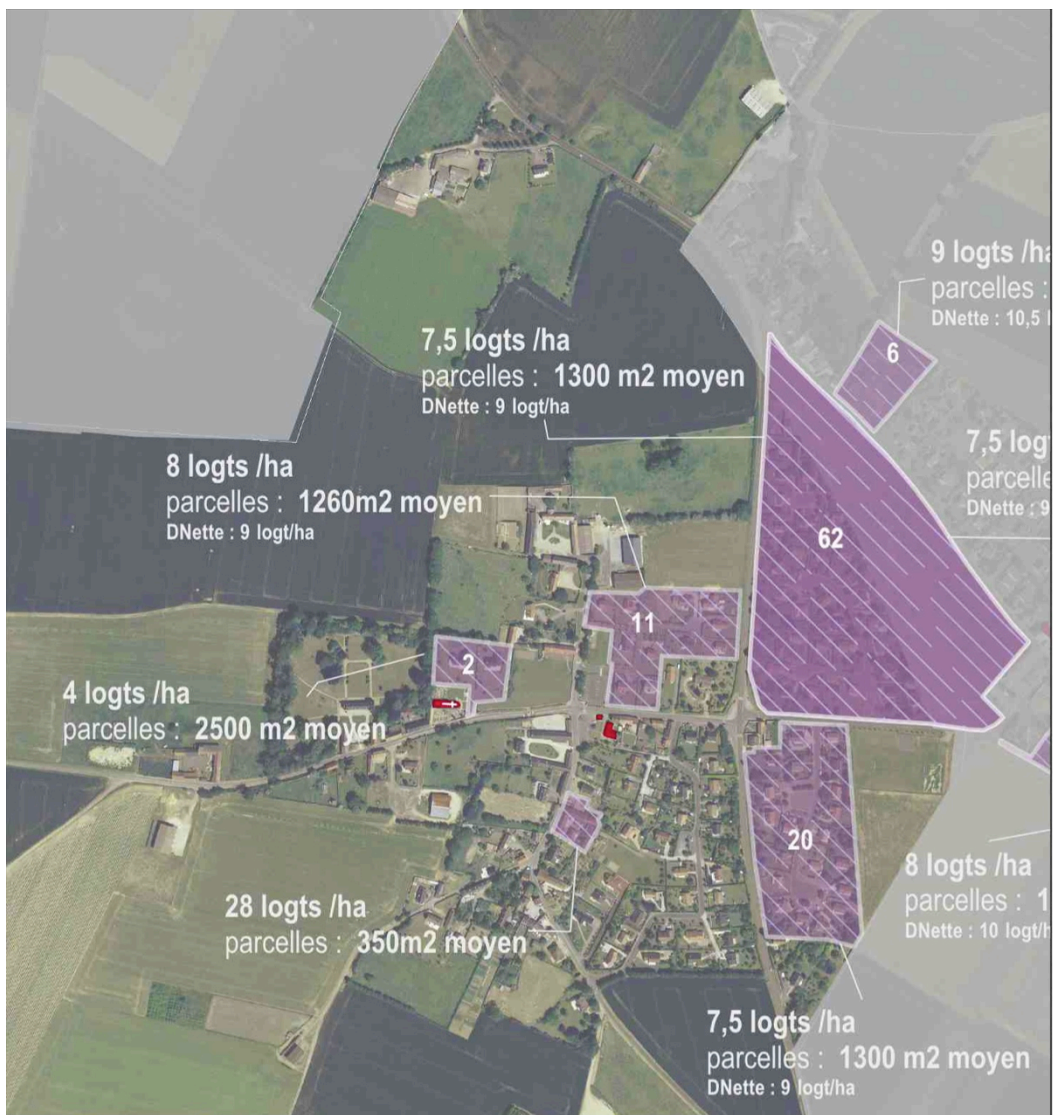 9 logts /ha
parcelles :
DNette : 10,5
6
7,5 logts /ha
parcelles : 1300 m2 moyen
DNette : 9 logt/ha
7,5 log
parcelle
DNette : 9
8 logts /ha
parcelles : 1260m2 moyen
DNette : 9 logt/ha
62
11
2
4 logts /ha
parcelles : 2500 m2 moyen
20
8 logts /ha
parcelles : 1
DNette : 10 logt/h
28 logts /ha
parcelles : 350m2 moyen
7,5 logts /ha
parcelles : 1300 m2 moyen
DNette : 9 logt/ha